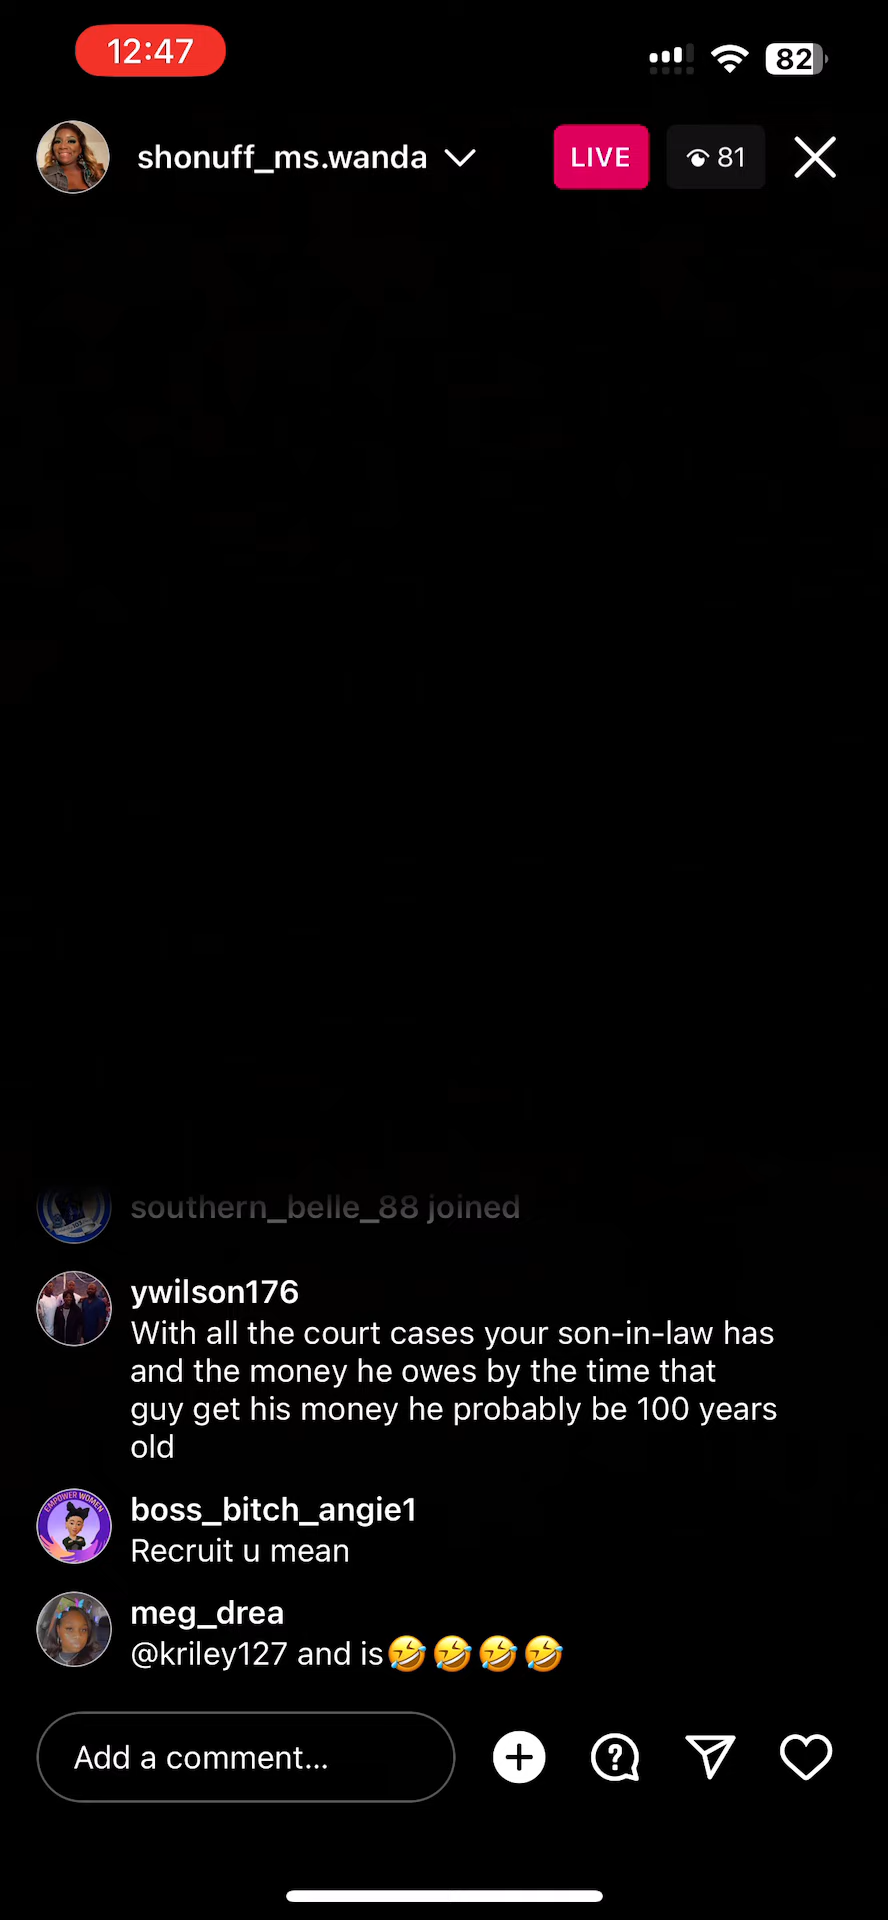 12:47
82
shonuff_ms.wanda
LIVE
81
southern_belle_88 joined
ywilson176
With all the court cases your son-in-law has
and the money he owes by the time that
guy get his money he probably be 100 years
old
EMPOWER WOMEN
boss_bitch_angie1
Recruit u mean
meg_drea
@kriley127 and is🤣🤣🤣🤣
Add a comment...